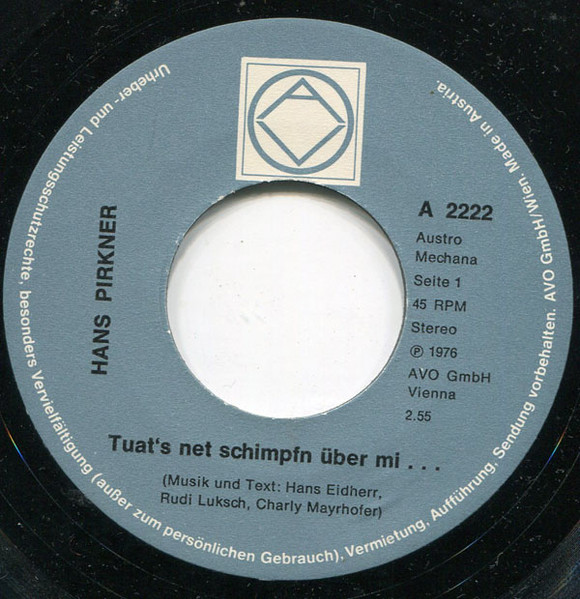 Urheber- und Leistungsschutzrechte, besonders Vervielfältigung (außer zum persönlichen Gebrauch), Vermietung, Aufführung, Sendung vorbehalten. AVO GmbH/Wien. Made in Austria.
HANS PIRKNER
A 2222
Austro
Mechana
Seite 1
45 RPM
Stereo
Ⓟ 1976
AVO GmbH
Vienna
2.55
Tuat's net schimpfn über mi . . .
(Musik und Text: Hans Eidherr,
Rudi Luksch, Charly Mayrhofer)